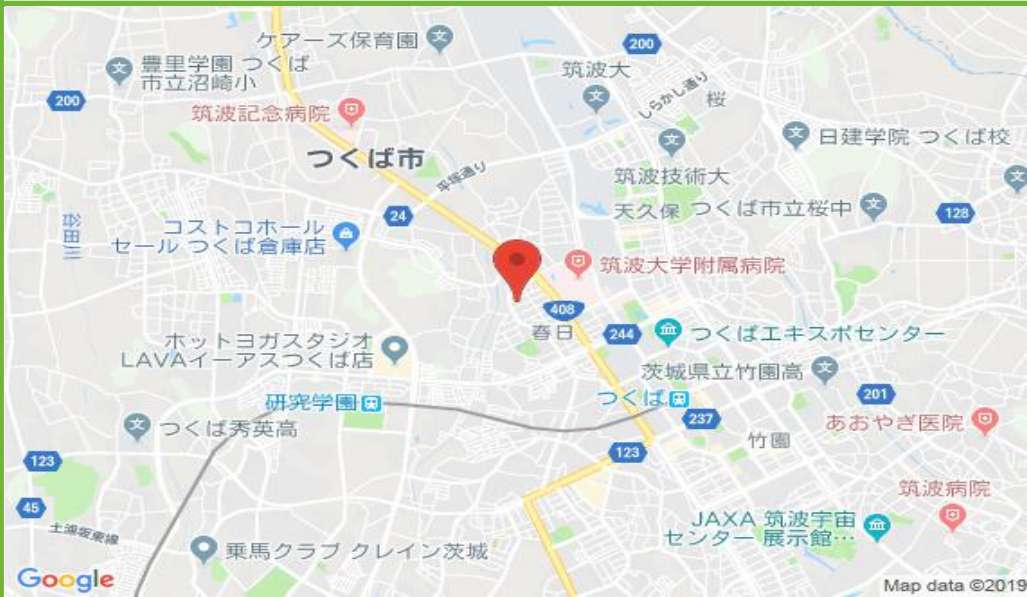 ケアーズ保育園
200
豊里学園 つくば
市立沼崎小
筑波大
200
しらかし通り
桜
筑波記念病院
日建学院 つくば校
つくば市
平塚通り
筑波技術大
谷田川
24
天久保
つくば市立桜中
128
コストコホール
セール つくば倉庫店
筑波大学附属病院
408
春日
244
つくばエキスポセンター
ホットヨガスタジオ
LAVAイーアスつくば店
茨城県立竹園高
研究学園
つくば
201
237
あおやぎ医院
つくば秀英高
竹園
123
123
筑波病院
45
土浦坂東線
JAXA 筑波宇宙
センター 展示館…
乗馬クラブ クレイン茨城
Google
Map data ©2019